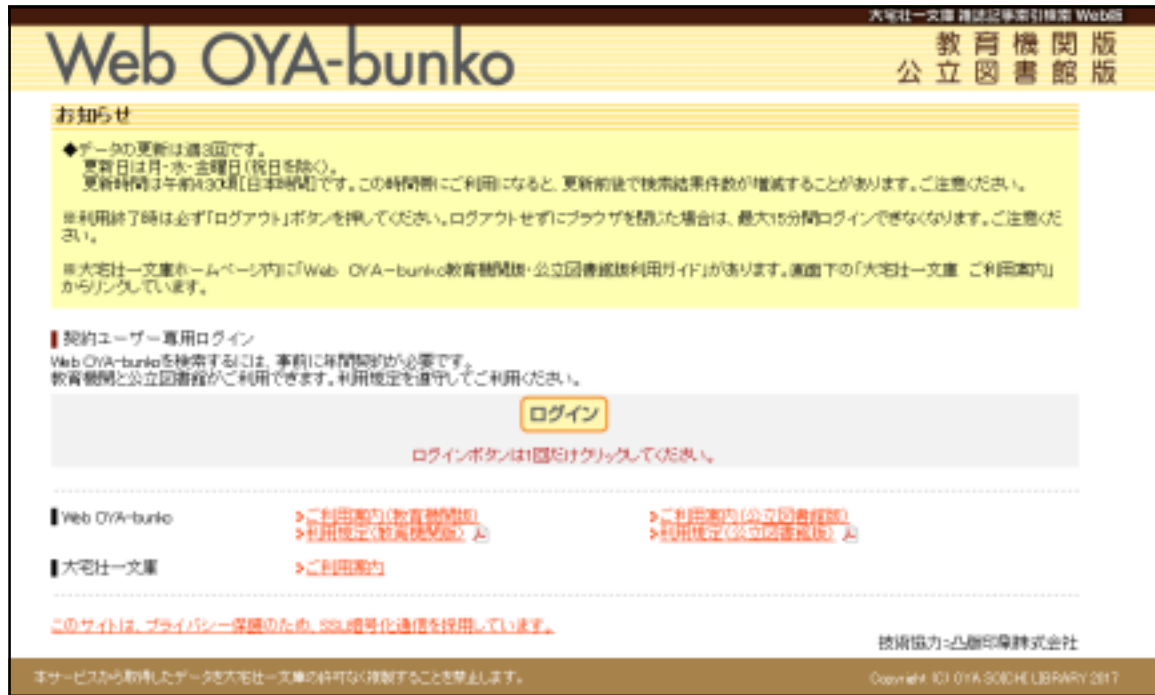 大宅壮一文庫 雑誌記事索引検索 Web版
Web OYA-bunko
教育機関版
公立図書館版
お知らせ
◆データの更新は週3回です。
更新日は月・水・金曜日(祝日を除く)。
更新時間は午前4:30頃[日本時間]です。この時間帯にご利用になると、更新前後で検索結果件数が増減することがあります。ご注意ください。
※利用終了時は必ず「ログアウト」ボタンを押してください。ログアウトせずにブラウザを閉じた場合は、最大15分間ログインできなくなります。ご注意くだ
さい。
※大宅壮一文庫ホームページ内に「Web OYA-bunko教育機関版・公立図書館版利用ガイド」があります。画面下の「大宅壮一文庫 ご利用案内」
からリンクしています。
契約ユーザー専用ログイン
Web OYA-bunkoを検索するには、事前に年間契約が必要です。
教育機関と公立図書館がご利用できます。利用規定を遵守してご利用ください。
ログイン
ログインボタンは1回だけクリックしてください。
Web OYA-bunko
ご利用案内(教育機関版)
ご利用案内(公立図書館版)
利用規定(教育機関版)
利用規定(公立図書館版)
大宅壮一文庫
ご利用案内
このサイトは、プライバシー保護のため、SSL暗号化通信を採用しています。
技術協力:凸版印刷株式会社
本サービスから取得したデータを大宅壮一文庫の許可なく複製することを禁止します。
Copyright (C) OYA SOICHI LIBRARY 2017